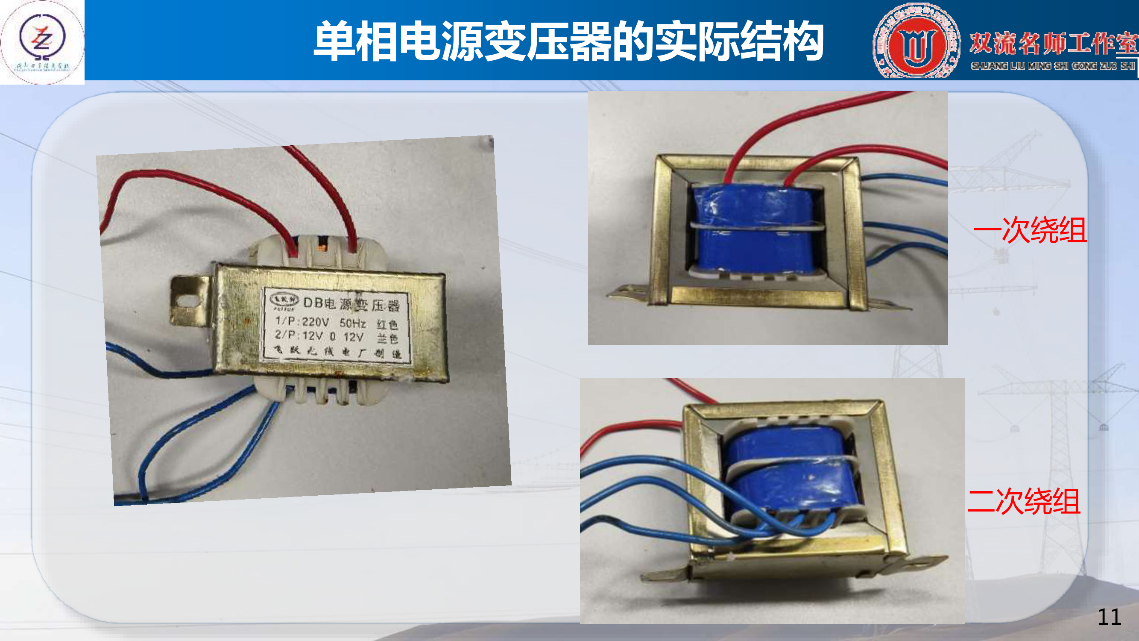 单相电源变压器的实际结构
双流名师工作室
SHUANG LIU MING SHI GONG ZUO SHI
DB电源变压器
1/P:220V 50Hz 红色
2/P:12V 0 12V 兰色
飞跃无线电厂制造
一次绕组
二次绕组
11